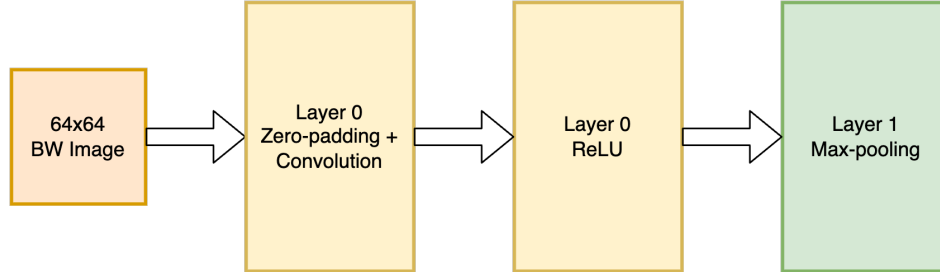 64x64
BW Image
Layer 0
Zero-padding +
Convolution
Layer 0
ReLU
Layer 1
Max-pooling